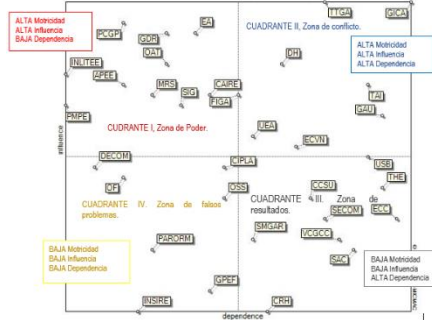 TTGA GICA
EA
ALTA Motricidad
ALTA Influencia
BAJA Dependencia
PCGP
GDR
CUADRANTE II, Zona de conflicto.
OAT
DH
ALTA Motricidad
ALTA Influencia
ALTA Dependencia
INLITEE
APEE
MRS
SIG
CAIRE
FIGA
TAI
GAU
PMPE
influence
CUDRANTE I, Zona de Poder.
UEA
ECVN
DECOM
CIPLA
USB
THE
OF
OSS
CCSU
CUADRANTE IV. Zona de falsos
problemas.
CUADRANTE III. Zona de
resultados.
SECOM
ECC
SMGAR
VCGCC
PARDRM
SAC
BAJA Motricidad
BAJA Influencia
BAJA Dependencia
BAJA Motricidad
BAJA Influencia
ALTA Dependencia
GPEF
INSIRE
CRH
dependence